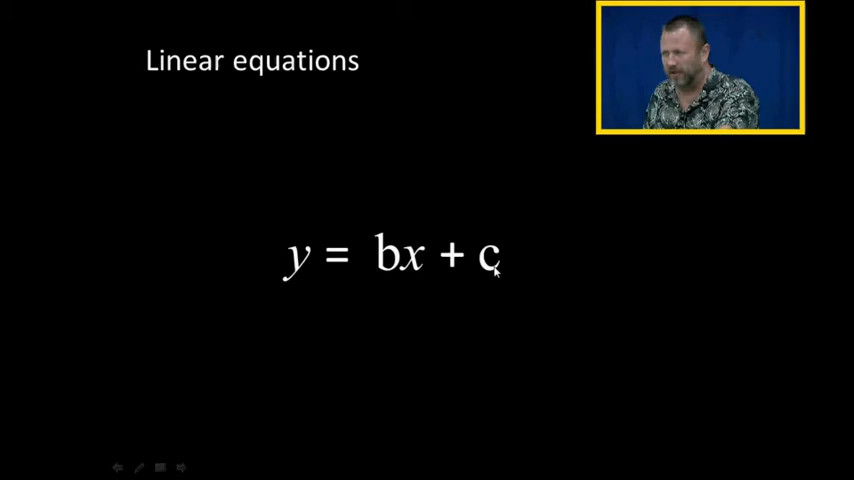 Linear equations
y = bx + c